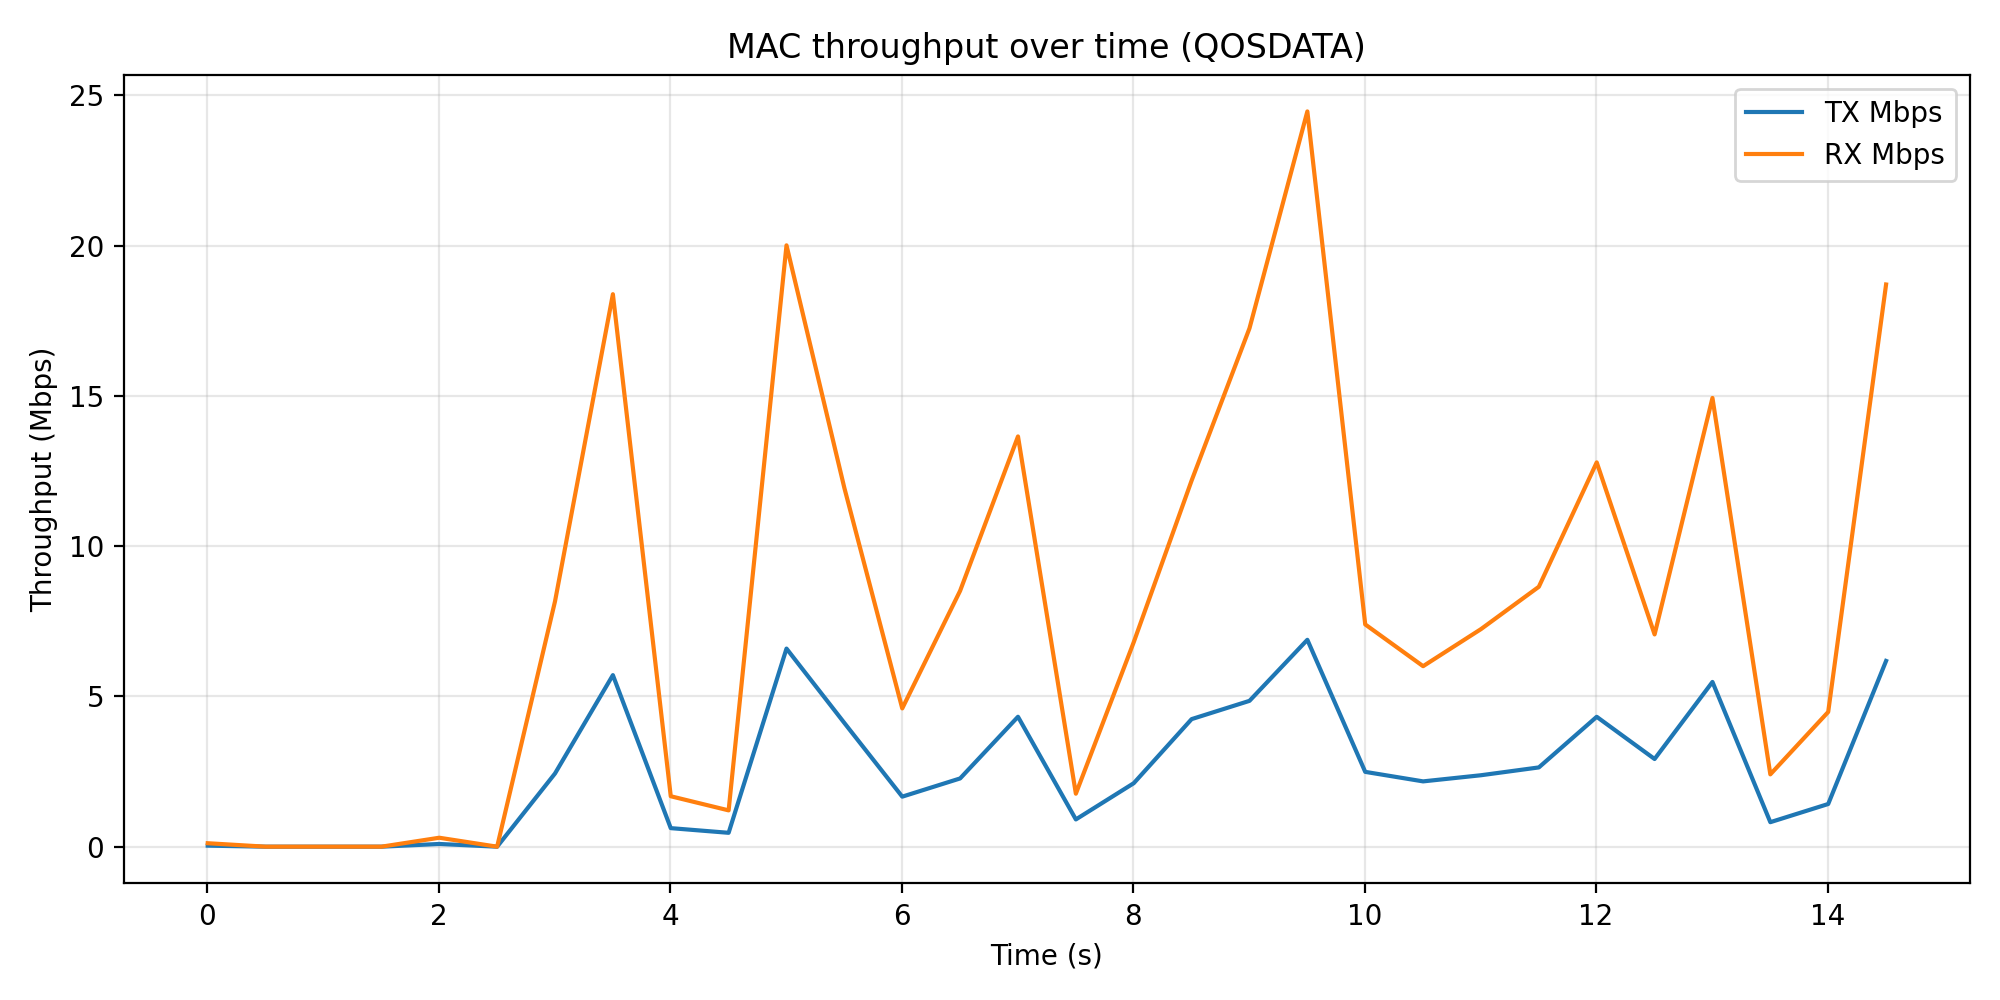 MAC throughput over time (QOSDATA)
TX Mbps
RX Mbps
Throughput (Mbps)
25
20
15
10
5
0
0 2 4 6 8 10 12 14
Time (s)